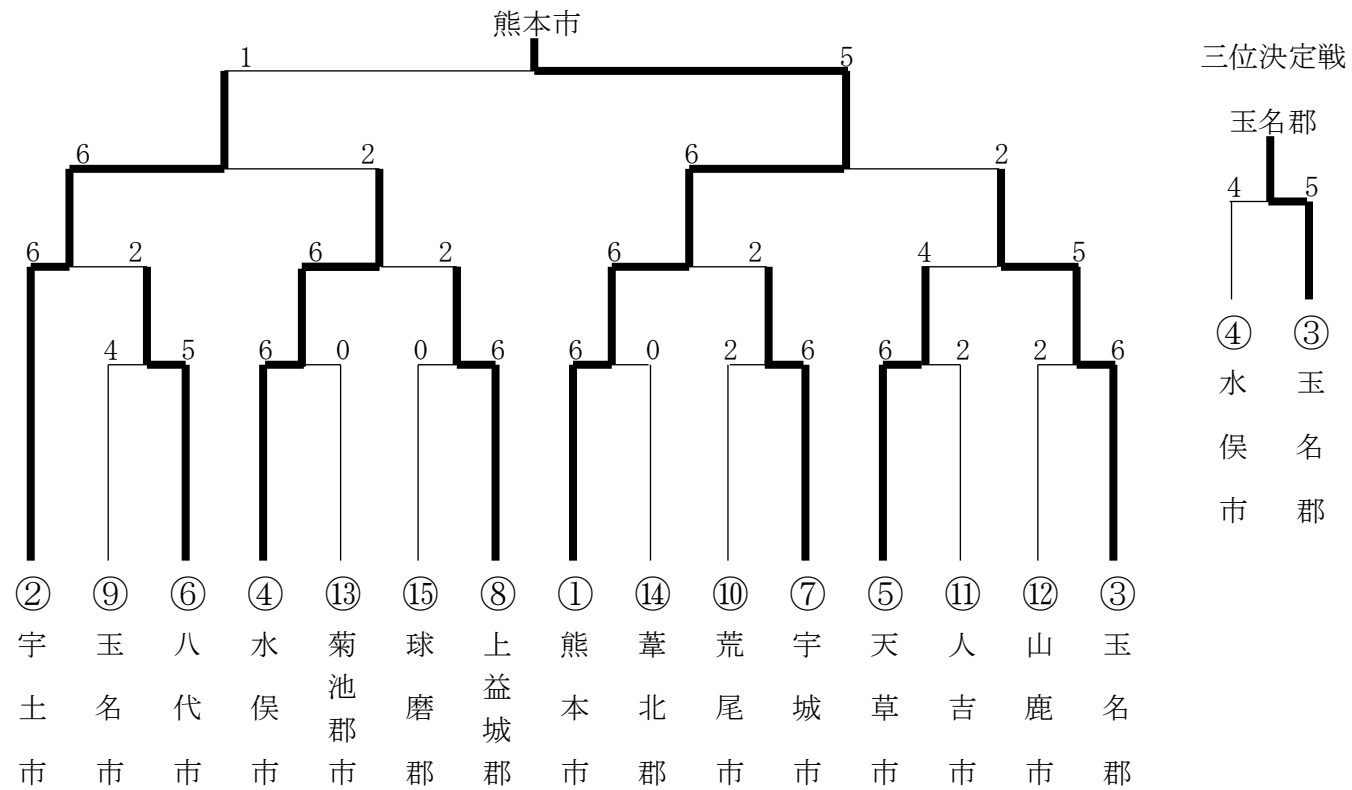 熊本市
1 5
三位決定戦
玉名郡
6 2 6 2
4 5
6 2 6 2 6 2 4 5
4 5 6 0 0 6 6 0 2 6 6 2 2 6
④ ③
水俣市 玉名郡
② ⑨ ⑥ ④ ⑬ ⑮ ⑧ ① ⑭ ⑩ ⑦ ⑤ ⑪ ⑫ ③
宇土市
玉名市
八代市
水俣市
菊池郡市
球磨郡
上益城郡
熊本市
葦北郡
荒尾市
宇城市
天草市
人吉市
山鹿市
玉名郡